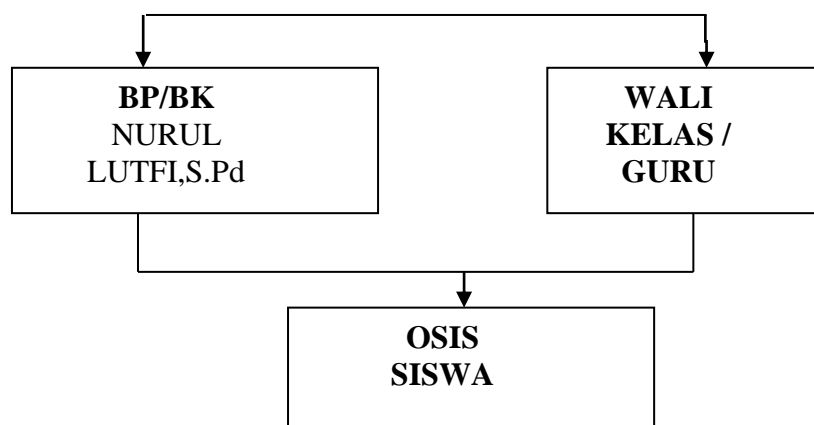 BP/BK
NURUL
LUTFI,S.Pd
WALI
KELAS /
GURU
OSIS
SISWA